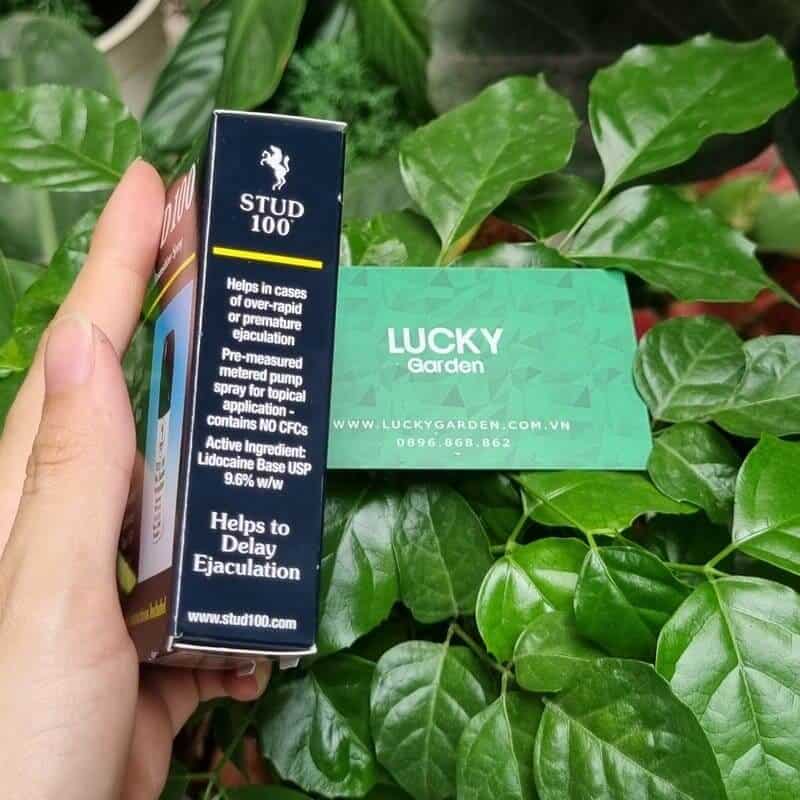 STUD
100
Helps in cases
of over-rapid
or premature
ejaculation
Pre-measured
metered pump
spray for topical
application -
contains NO CFCs
Active Ingredient:
Lidocaine Base USP
9.6% w/w
Helps to
Delay
Ejaculation
www.stud100.com
D100
LUCKY
Garden
WWW.LUCKYGARDEN.COM.VN
0896.868.862